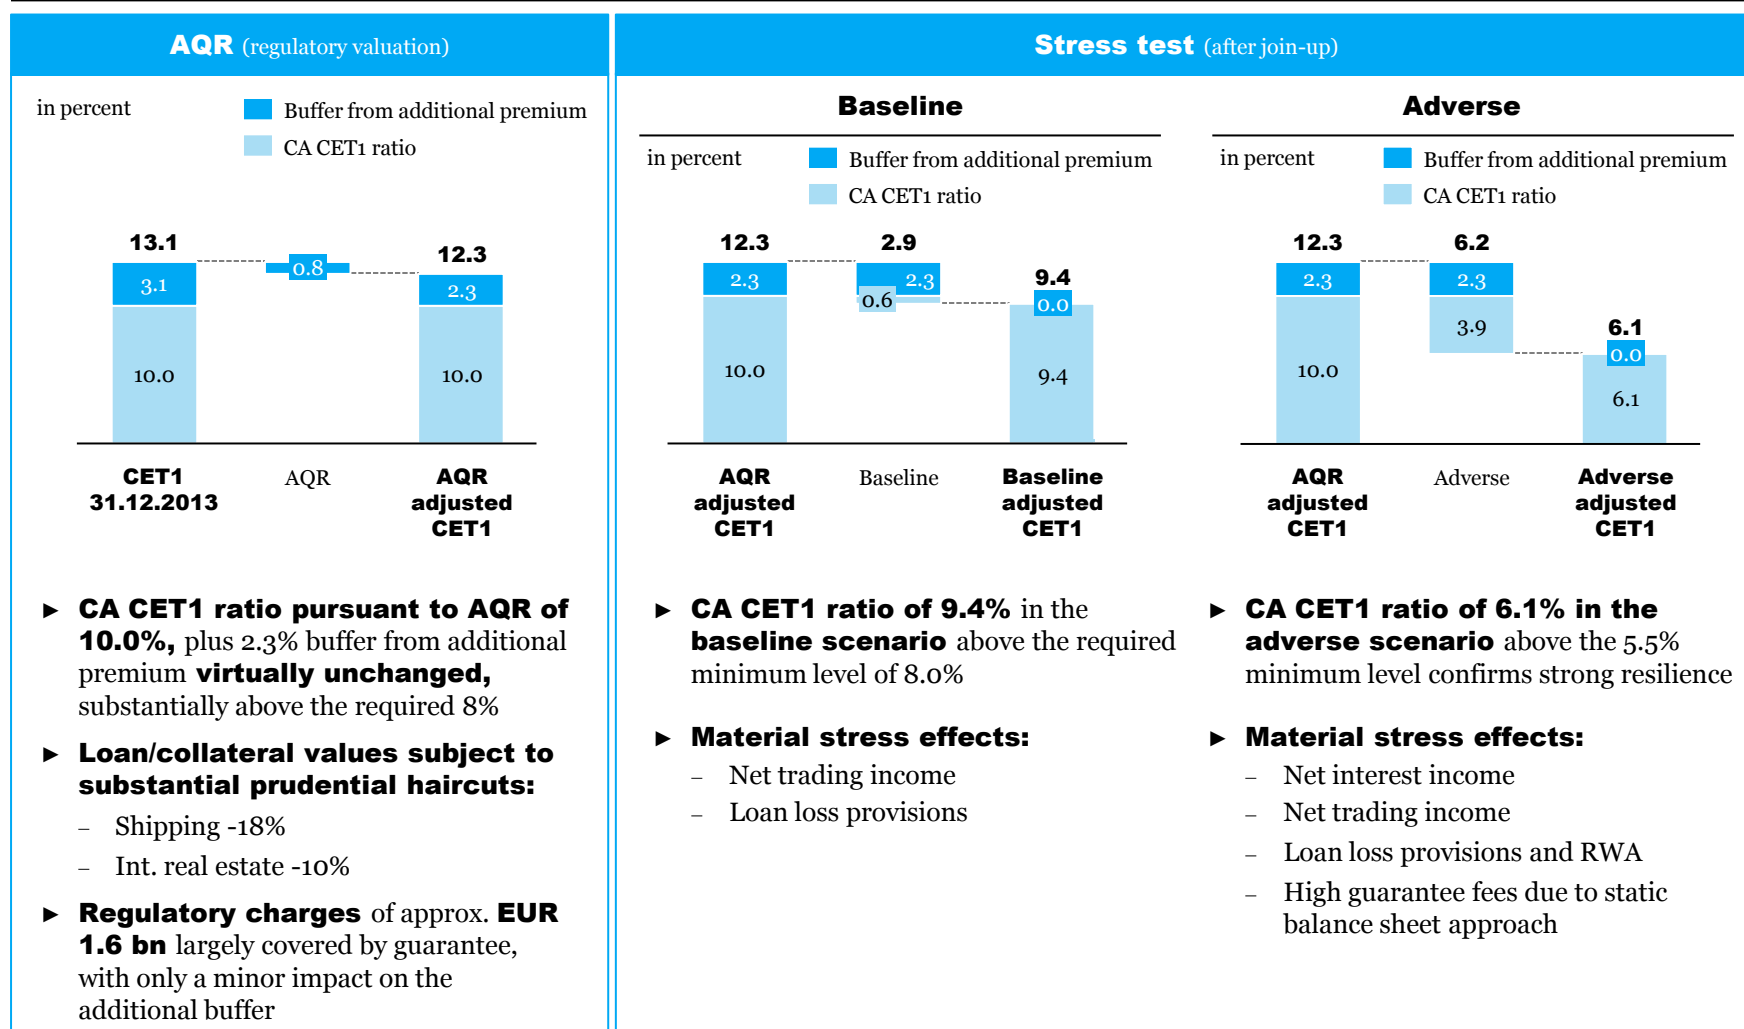 AQR (regulatory valuation)
in percent
Buffer from additional premium
CA CET1 ratio
13.1
3.1
10.0
0.8
12.3
2.3
10.0
CET1
31.12.2013
AQR
AQR
adjusted
CET1
► CA CET1 ratio pursuant to AQR of
10.0%, plus 2.3% buffer from additional
premium virtually unchanged,
substantially above the required 8%
► Loan/collateral values subject to
substantial prudential haircuts:
– Shipping -18%
– Int. real estate -10%
► Regulatory charges of approx. EUR
1.6 bn largely covered by guarantee,
with only a minor impact on the
additional buffer
Stress test (after join-up)
Baseline
in percent
Buffer from additional premium
CA CET1 ratio
12.3
2.3
10.0
2.9
2.3
0.6
9.4
0.0
9.4
AQR
adjusted
CET1
Baseline
Baseline
adjusted
CET1
► CA CET1 ratio of 9.4% in the
baseline scenario above the required
minimum level of 8.0%
► Material stress effects:
– Net trading income
– Loan loss provisions
Adverse
in percent
Buffer from additional premium
CA CET1 ratio
12.3
2.3
10.0
6.2
2.3
3.9
6.1
0.0
6.1
AQR
adjusted
CET1
Adverse
Adverse
adjusted
CET1
► CA CET1 ratio of 6.1% in the
adverse scenario above the 5.5%
minimum level confirms strong resilience
► Material stress effects:
– Net interest income
– Net trading income
– Loan loss provisions and RWA
– High guarantee fees due to static
balance sheet approach